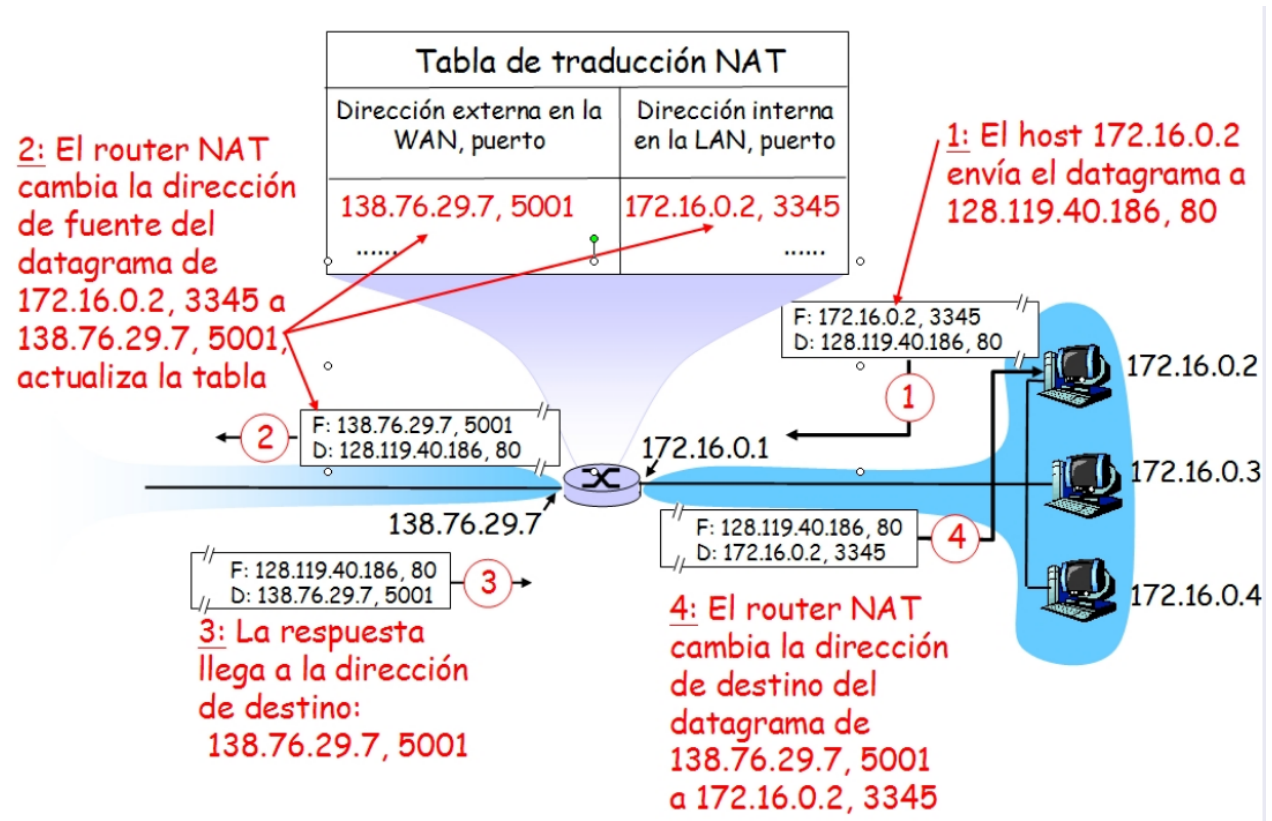 Tabla de traducción NAT
Dirección externa en la
WAN, puerto
Dirección interna
en la LAN, puerto
138.76.29.7, 5001
172.16.0.2, 3345
......
......
2: El router NAT
cambia la dirección
de fuente del
datagrama de
172.16.0.2, 3345 a
138.76.29.7, 5001,
actualiza la tabla
1: El host 172.16.0.2
envía el datagrama a
128.119.40.186, 80
F: 172.16.0.2, 3345
D: 128.119.40.186, 80
1
172.16.0.2
2
F: 138.76.29.7, 5001
D: 128.119.40.186, 80
172.16.0.1
172.16.0.3
138.76.29.7
F: 128.119.40.186, 80
D: 172.16.0.2, 3345
4
F: 128.119.40.186, 80
D: 138.76.29.7, 5001
3
172.16.0.4
3: La respuesta
llega a la dirección
de destino:
138.76.29.7, 5001
4: El router NAT
cambia la dirección
de destino del
datagrama de
138.76.29.7, 5001
a 172.16.0.2, 3345